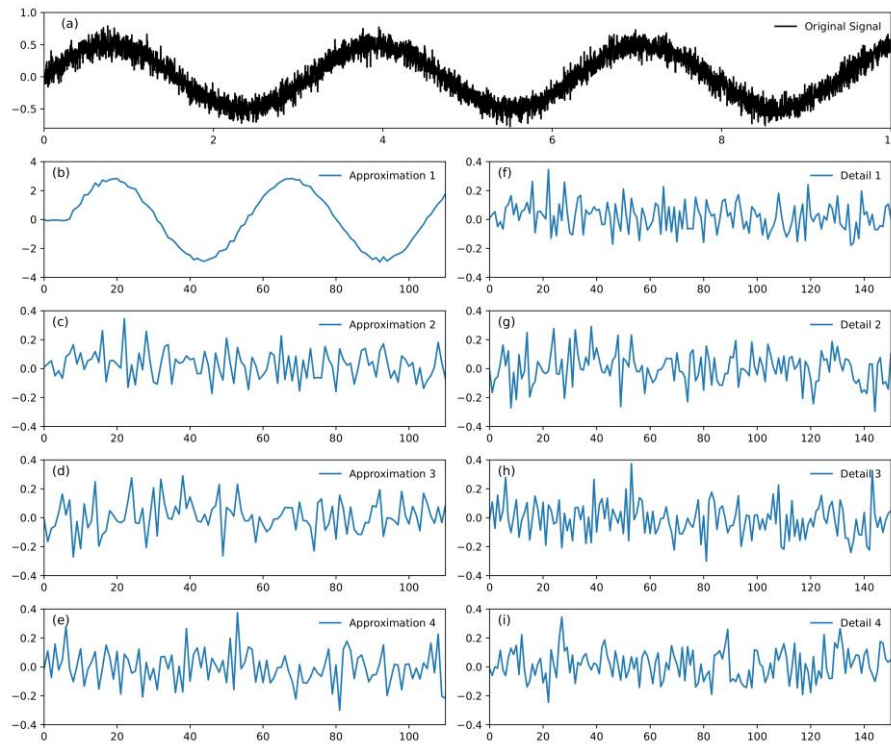 (a)
Original Signal
1.0
0.5
0.0
−0.5
0 2 4 6 8 1
(b)
Approximation 1
4
2
0
−2
−4
0 20 40 60 80 100
(f)
Detail 1
0.4
0.2
0.0
−0.2
−0.4
0 20 40 60 80 100 120 140
(c)
Approximation 2
0.4
0.2
0.0
−0.2
−0.4
0 20 40 60 80 100
(g)
Detail 2
0.4
0.2
0.0
−0.2
−0.4
0 20 40 60 80 100 120 140
(d)
Approximation 3
0.4
0.2
0.0
−0.2
−0.4
0 20 40 60 80 100
(h)
Detail 3
0.4
0.2
0.0
−0.2
−0.4
0 20 40 60 80 100 120 140
(e)
Approximation 4
0.4
0.2
0.0
−0.2
−0.4
0 20 40 60 80 100
(i)
Detail 4
0.4
0.2
0.0
−0.2
−0.4
0 20 40 60 80 100 120 140